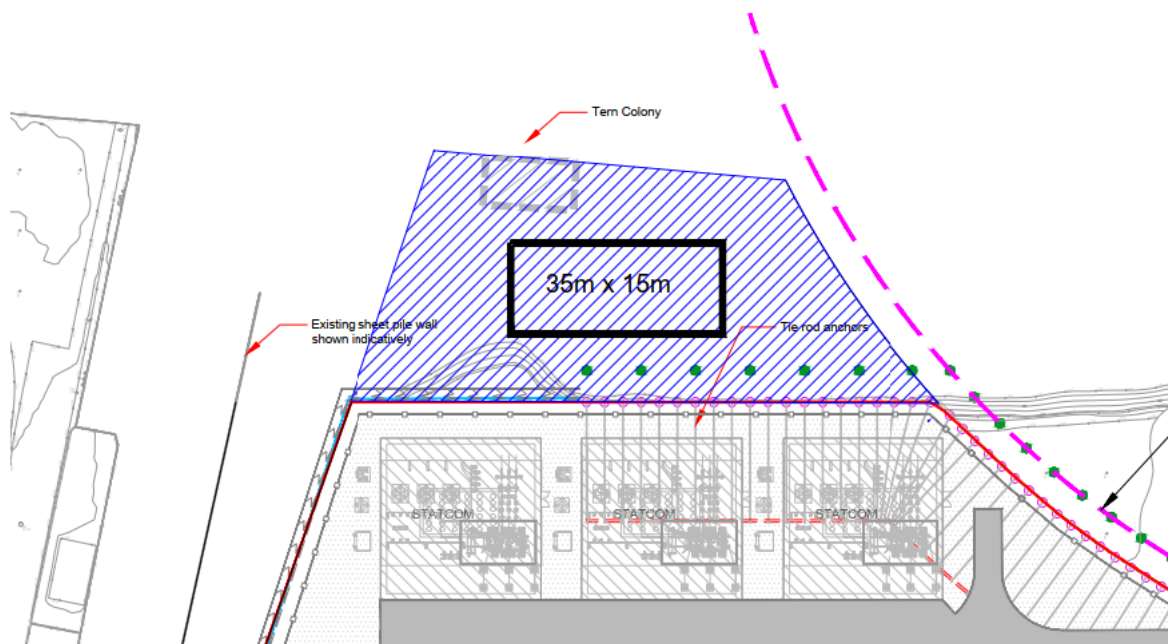 Tern Colony
35m x 15m
Existing sheet pile wall
shown indicatively
Tie rod anchors
STATCOM
STATCOM
STATCOM